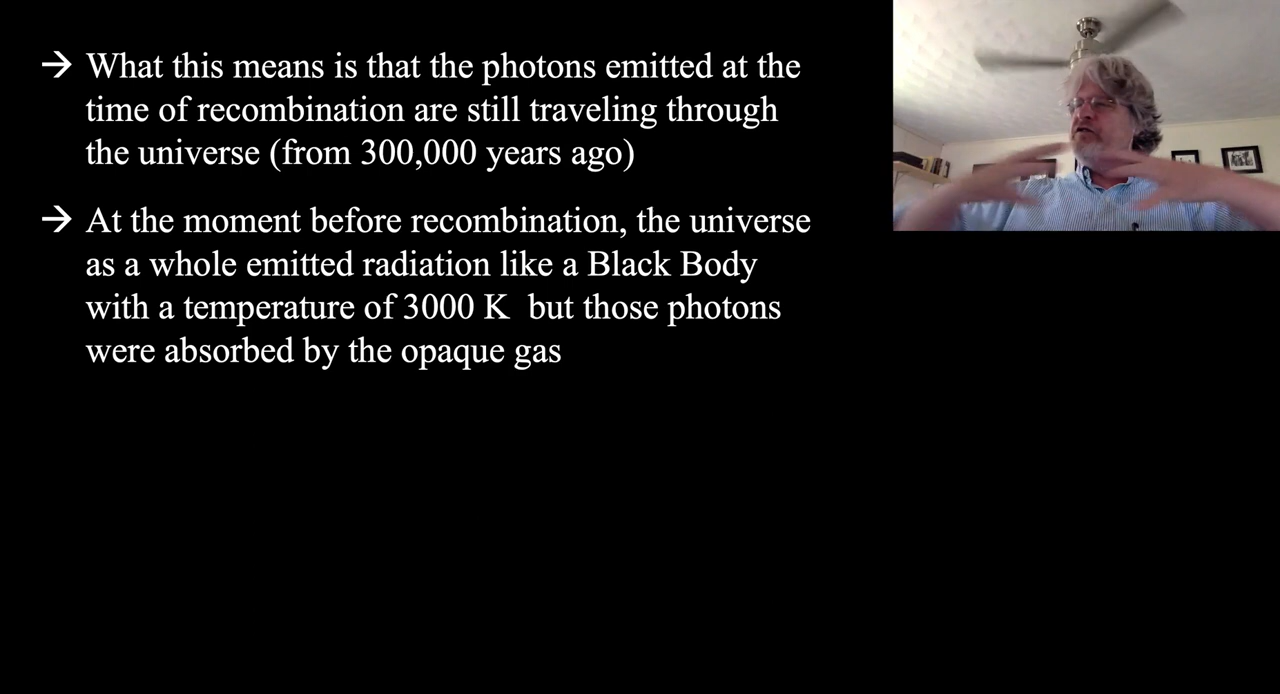 → What this means is that the photons emitted at the
time of recombination are still traveling through
the universe (from 300,000 years ago)
→ At the moment before recombination, the universe
as a whole emitted radiation like a Black Body
with a temperature of 3000 K but those photons
were absorbed by the opaque gas